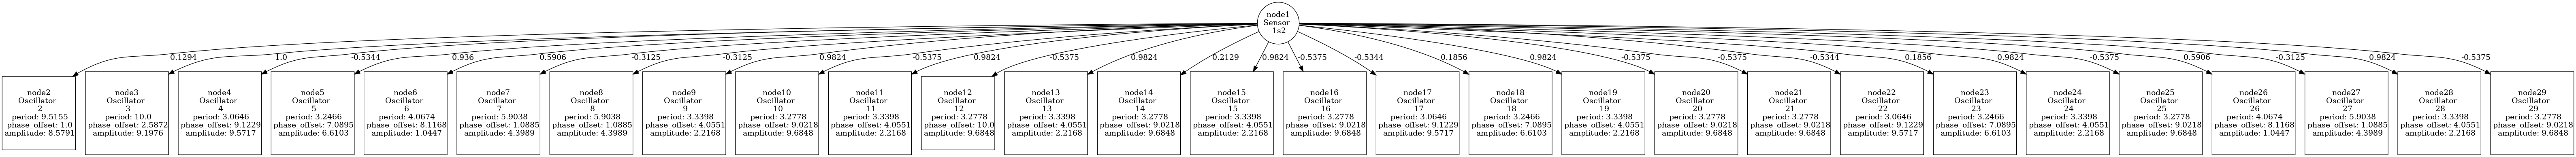 node1
Sensor
1s2
0.1294
1.0
-0.5344
0.936
0.5906
-0.3125
-0.3125
0.9824
-0.5375
0.9824
-0.5375
0.9824
0.2129
0.9824
-0.5375
-0.5344
0.1856
0.9824
-0.5375
-0.5375
-0.5344
0.1856
0.9824
-0.5375
0.5906
-0.3125
0.9824
-0.5375
node2
Oscillator
2
period: 9.5155
phase_offset: 1.0
amplitude: 8.5791
node3
Oscillator
3
period: 10.0
phase_offset: 2.5872
amplitude: 9.1976
node4
Oscillator
4
period: 3.0646
phase_offset: 9.1229
amplitude: 9.5717
node5
Oscillator
5
period: 3.2466
phase_offset: 7.0895
amplitude: 6.6103
node6
Oscillator
6
period: 4.0674
phase_offset: 8.1168
amplitude: 1.0447
node7
Oscillator
7
period: 5.9038
phase_offset: 1.0885
amplitude: 4.3989
node8
Oscillator
8
period: 5.9038
phase_offset: 1.0885
amplitude: 4.3989
node9
Oscillator
9
period: 3.3398
phase_offset: 4.0551
amplitude: 2.2168
node10
Oscillator
10
period: 3.2778
phase_offset: 9.0218
amplitude: 9.6848
node11
Oscillator
11
period: 3.3398
phase_offset: 4.0551
amplitude: 2.2168
node12
Oscillator
12
period: 3.2778
phase_offset: 10.0
amplitude: 9.6848
node13
Oscillator
13
period: 3.3398
phase_offset: 4.0551
amplitude: 2.2168
node14
Oscillator
14
period: 3.2778
phase_offset: 9.0218
amplitude: 9.6848
node15
Oscillator
15
period: 3.3398
phase_offset: 4.0551
amplitude: 2.2168
node16
Oscillator
16
period: 3.2778
phase_offset: 9.0218
amplitude: 9.6848
node17
Oscillator
17
period: 3.0646
phase_offset: 9.1229
amplitude: 9.5717
node18
Oscillator
18
period: 3.2466
phase_offset: 7.0895
amplitude: 6.6103
node19
Oscillator
19
period: 3.3398
phase_offset: 4.0551
amplitude: 2.2168
node20
Oscillator
20
period: 3.2778
phase_offset: 9.0218
amplitude: 9.6848
node21
Oscillator
21
period: 3.2778
phase_offset: 9.0218
amplitude: 9.6848
node22
Oscillator
22
period: 3.0646
phase_offset: 9.1229
amplitude: 9.5717
node23
Oscillator
23
period: 3.2466
phase_offset: 7.0895
amplitude: 6.6103
node24
Oscillator
24
period: 3.3398
phase_offset: 4.0551
amplitude: 2.2168
node25
Oscillator
25
period: 3.2778
phase_offset: 9.0218
amplitude: 9.6848
node26
Oscillator
26
period: 4.0674
phase_offset: 8.1168
amplitude: 1.0447
node27
Oscillator
27
period: 5.9038
phase_offset: 1.0885
amplitude: 4.3989
node28
Oscillator
28
period: 3.3398
phase_offset: 4.0551
amplitude: 2.2168
node29
Oscillator
29
period: 3.2778
phase_offset: 9.0218
amplitude: 9.6848